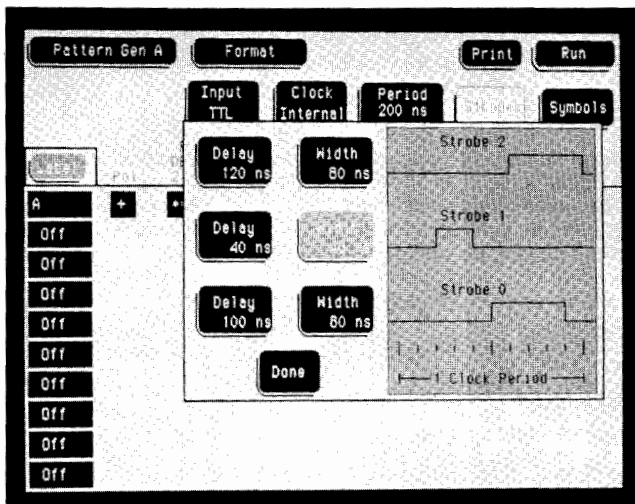 Pattern Gen A Format Print Run
Input TTL Clock Internal Period 200 ns Symbols
Delay 120 ns Width 80 ns
Strobe 2
Delay 40 ns
Strobe 1
Delay 100 ns Width 80 ns
Strobe 0
Done
1 Clock Period
A +
Off
Off
Off
Off
Off
Off
Off
Off
Off